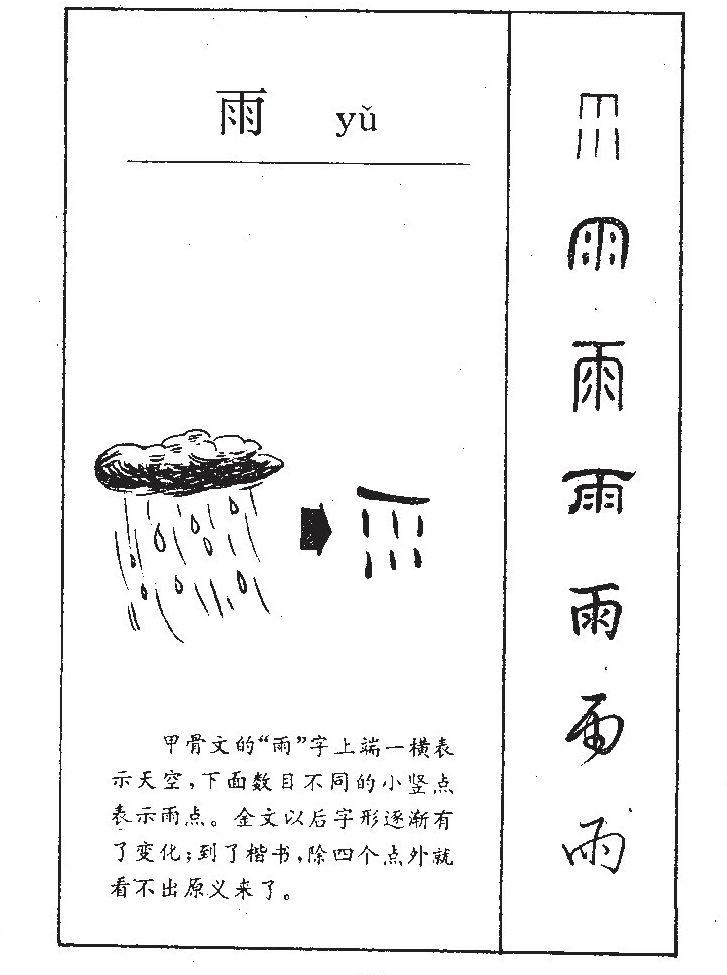 雨 yǔ
甲骨文的“雨”字上端一横表
示天空，下面数目不同的小竖点
表示雨点。金文以后字形逐渐有
了变化；到了楷书，除四个点外就
看不出原义来了。
雨
雨
雨
雨
雨
雨
雨